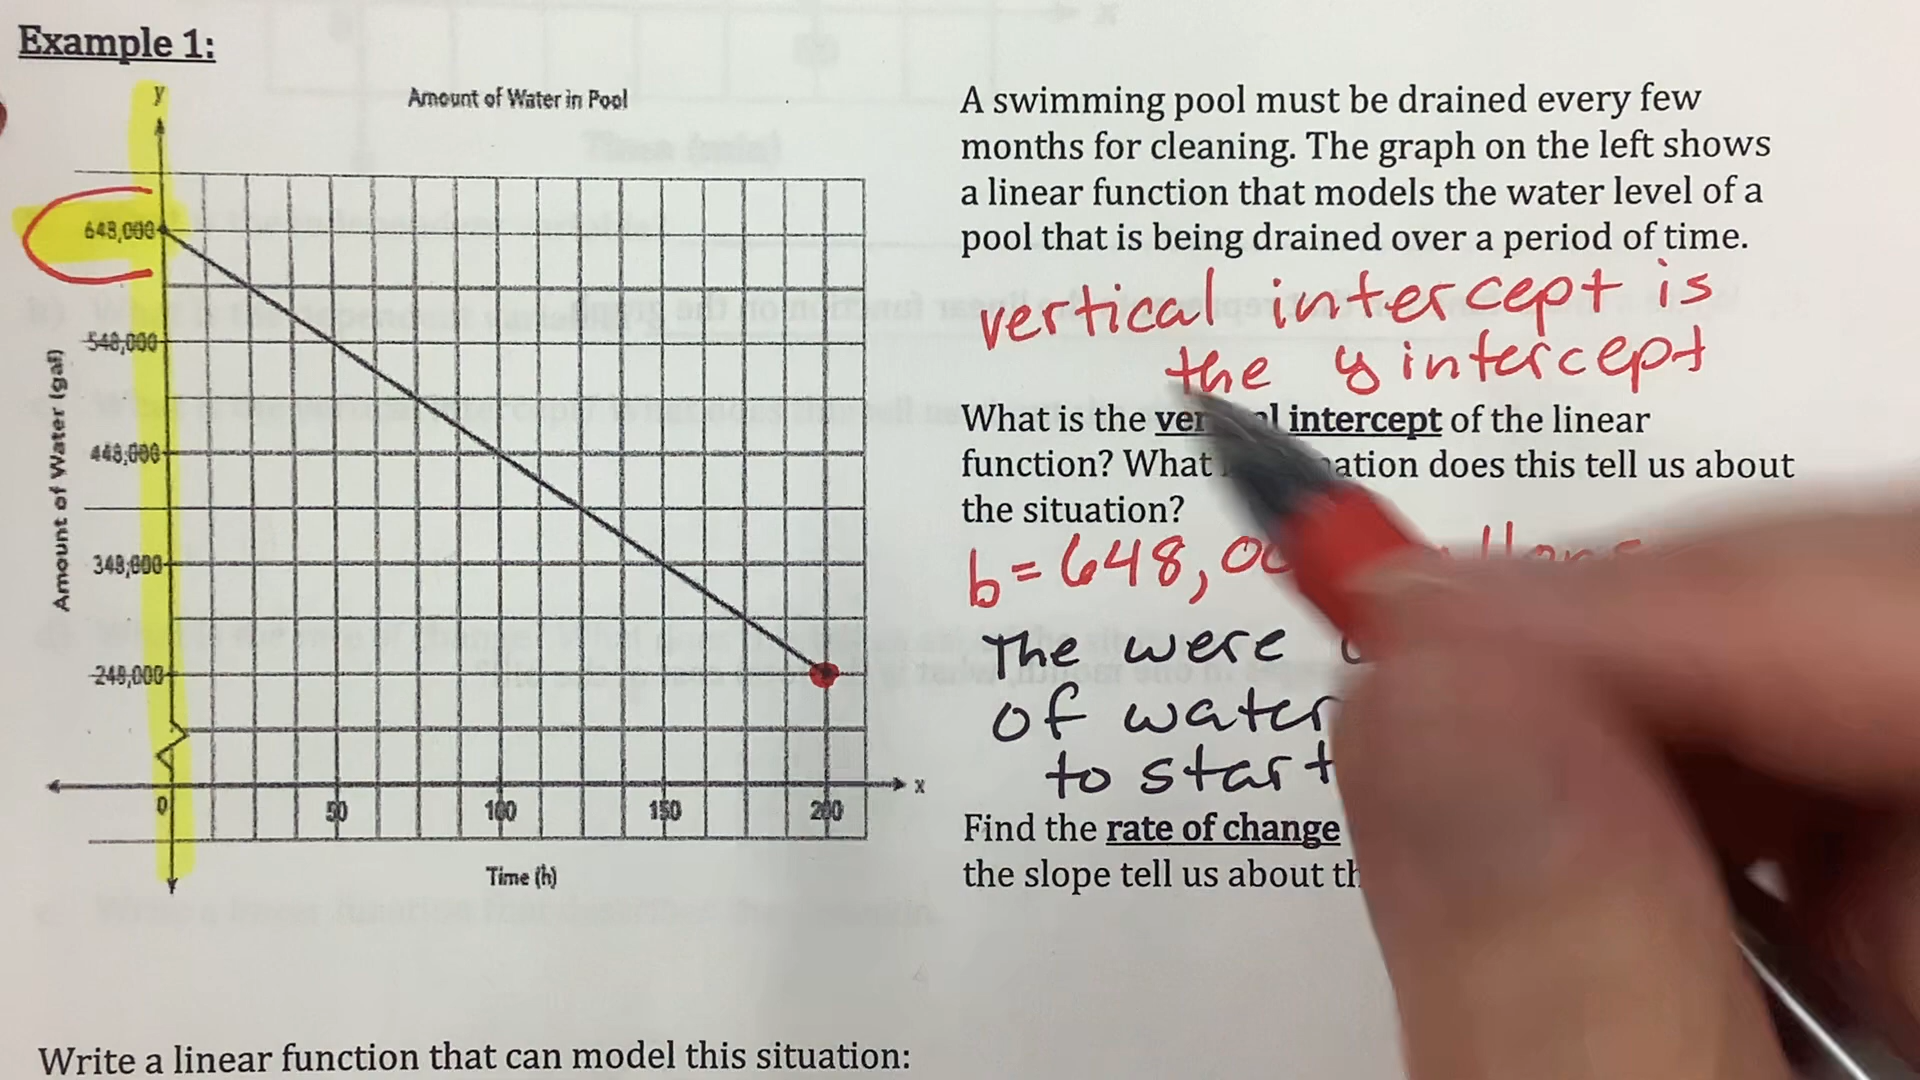 Example 1:
y
Amount of Water in Pool
648,000
548,000
448,000
348,000
248,000
Amount of Water (gal)
0
50
100
150
200
x
Time (h)
A swimming pool must be drained every few
months for cleaning. The graph on the left shows
a linear function that models the water level of a
pool that is being drained over a period of time.
vertical intercept is
the y intercept
What is the intercept of the linear
function? What does this tell us about
the situation?
b = 648,
The were
of water
to start
Find the rate of change
the slope tell us about
Write a linear function that can model this situation: